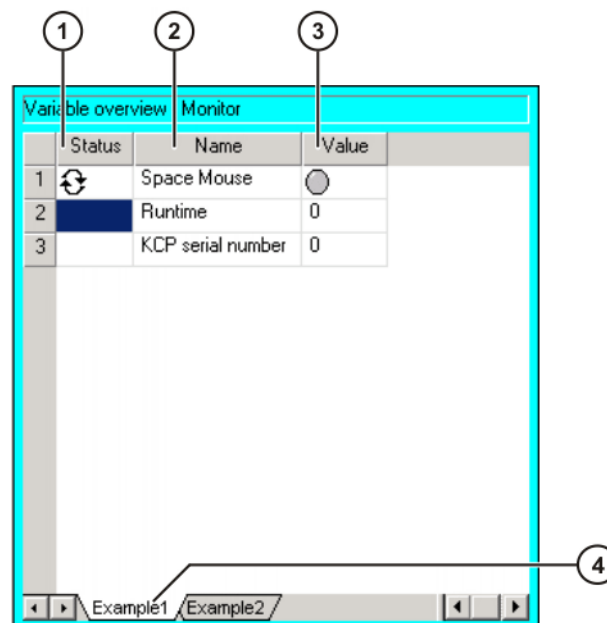 1 2 3
Variable overview Monitor
Status Name Value
1 Space Mouse
2 Runtime 0
3 KCP serial number 0
4
Example1 Example2